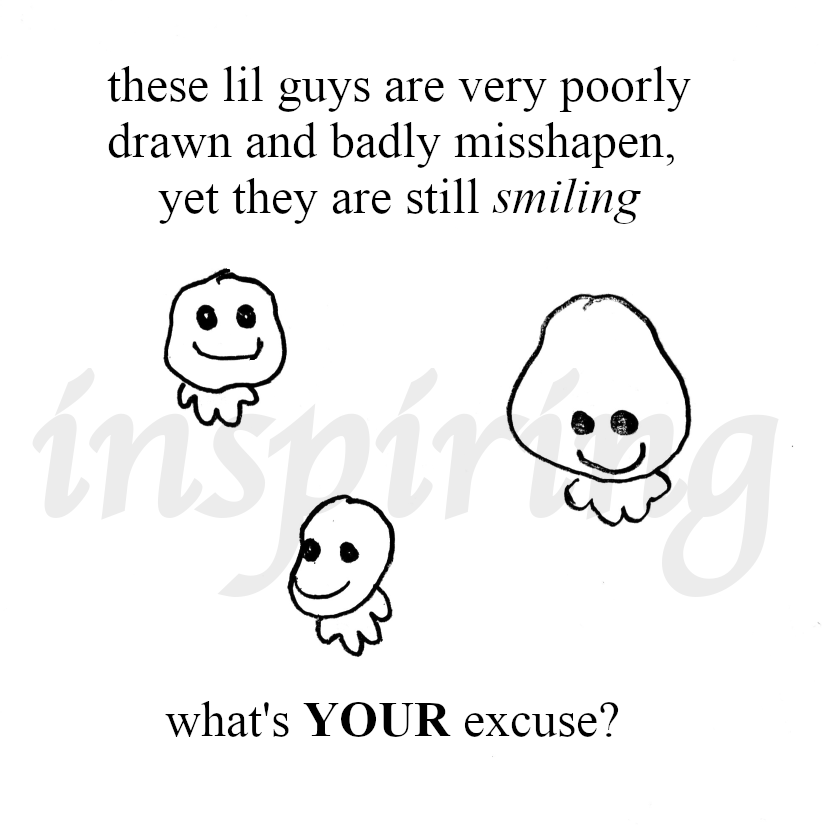 these lil guys are very poorly
drawn and badly misshapen,
yet they are still smiling
inspiring
what's YOUR excuse?